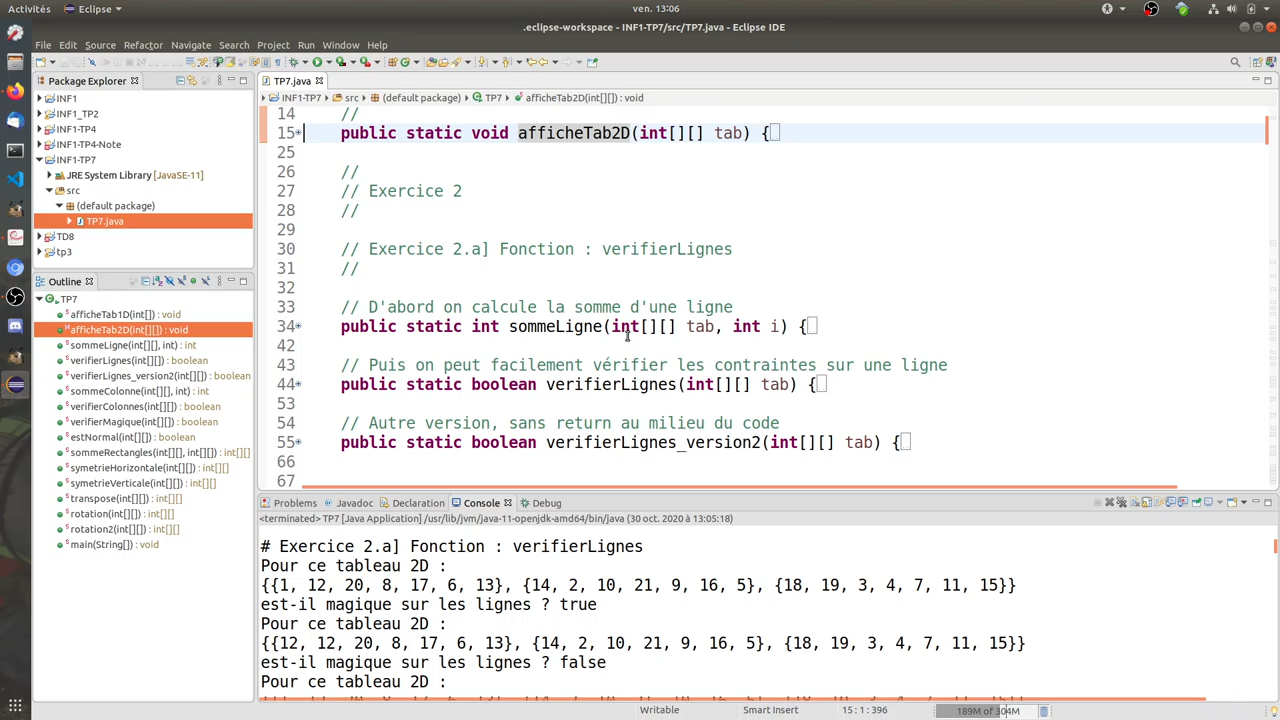 Activités
Eclipse
ven. 13:06
.eclipse-workspace - INF1-TP7/src/TP7.java - Eclipse IDE
File Edit Source Refactor Navigate Search Project Run Window Help
Package Explorer
INF1
INF1_TP2
INF1-TP4
INF1-TP4-Note
INF1-TP7
JRE System Library [JavaSE-11]
src
(default package)
TP7.java
TD8
tp3
Outline
TP7
afficheTab1D(int[]) : void
afficheTab2D(int[][]) : void
sommeLigne(int[][], int) : int
verifierLignes(int[][]) : boolean
verifierLignes_version2(int[][]) : boolean
sommeColonne(int[][], int) : int
verifierColonnes(int[][]) : boolean
verifierMagique(int[][]) : boolean
estNormal(int[][]) : boolean
sommeRectangles(int[][], int[][]) : int[][]
symetrieHorizontale(int[][]) : int[][]
symetrieVerticale(int[][]) : int[][]
transpose(int[][]) : int[][]
rotation(int[][]) : int[][]
rotation2(int[][]) : int[][]
main(String[]) : void
TP7.java
INF1-TP7 src (default package) TP7 afficheTab2D(int[][]) : void
14 //
15 public static void afficheTab2D(int[][] tab) {
25
26 //
27 // Exercice 2
28 //
29
30 // Exercice 2.a] Fonction : verifierLignes
31 //
32
33 // D'abord on calcule la somme d'une ligne
34 public static int sommeLigne(int[][] tab, int i) {
42
43 // Puis on peut facilement vérifier les contraintes sur une ligne
44 public static boolean verifierLignes(int[][] tab) {
53
54 // Autre version, sans return au milieu du code
55 public static boolean verifierLignes_version2(int[][] tab) {
66
67
Problems Javadoc Declaration Console Debug
<terminated> TP7 [Java Application] /usr/lib/jvm/java-11-openjdk-amd64/bin/java (30 oct. 2020 à 13:05:18)
# Exercice 2.a] Fonction : verifierLignes
Pour ce tableau 2D :
{{1, 12, 20, 8, 17, 6, 13}, {14, 2, 10, 21, 9, 16, 5}, {18, 19, 3, 4, 7, 11, 15}}
est-il magique sur les lignes ? true
Pour ce tableau 2D :
{{12, 12, 20, 8, 17, 6, 13}, {14, 2, 10, 21, 9, 16, 5}, {18, 19, 3, 4, 7, 11, 15}}
est-il magique sur les lignes ? false
Pour ce tableau 2D :
Writable
Smart Insert
15 : 1 : 396
189M of 304M